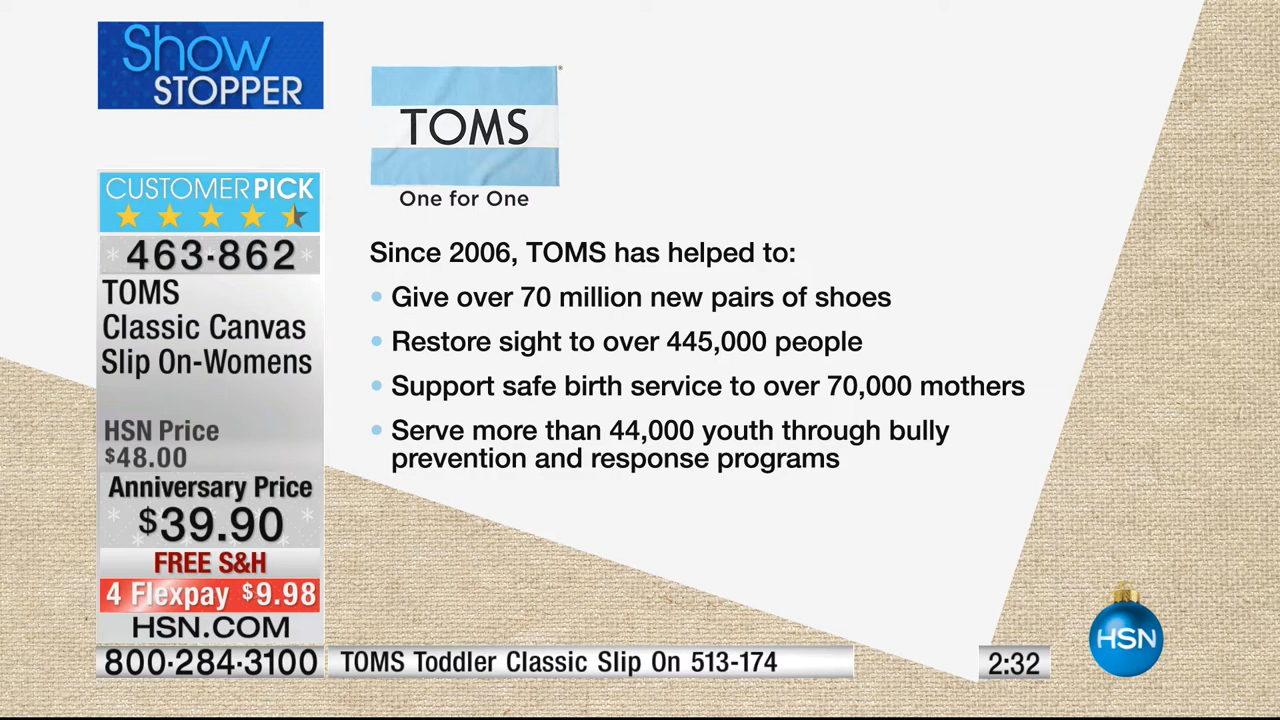 Show
STOPPER
TOMS
One for One
CUSTOMER PICK
463·862
TOMS
Classic Canvas
Slip On-Womens
HSN Price
$48.00
Anniversary Price
$39.90
FREE S&H
4 Flexpay $9.98
HSN.COM
800·284·3100
Since 2006, TOMS has helped to:
• Give over 70 million new pairs of shoes
• Restore sight to over 445,000 people
• Support safe birth service to over 70,000 mothers
• Serve more than 44,000 youth through bully
prevention and response programs
TOMS Toddler Classic Slip On 513-174
2:32
HSN